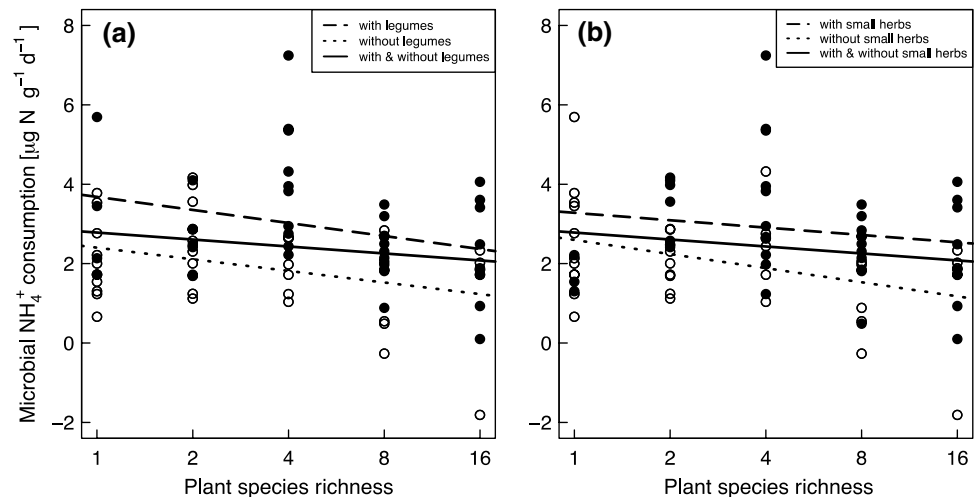 Microbial NH₄⁺ consumption [µg N g⁻¹ d⁻¹]
(a)
with legumes
without legumes
with & without legumes
8
6
4
2
0
−2
1 2 4 8 16
Plant species richness
(b)
with small herbs
without small herbs
with & without small herbs
8
6
4
2
0
−2
1 2 4 8 16
Plant species richness